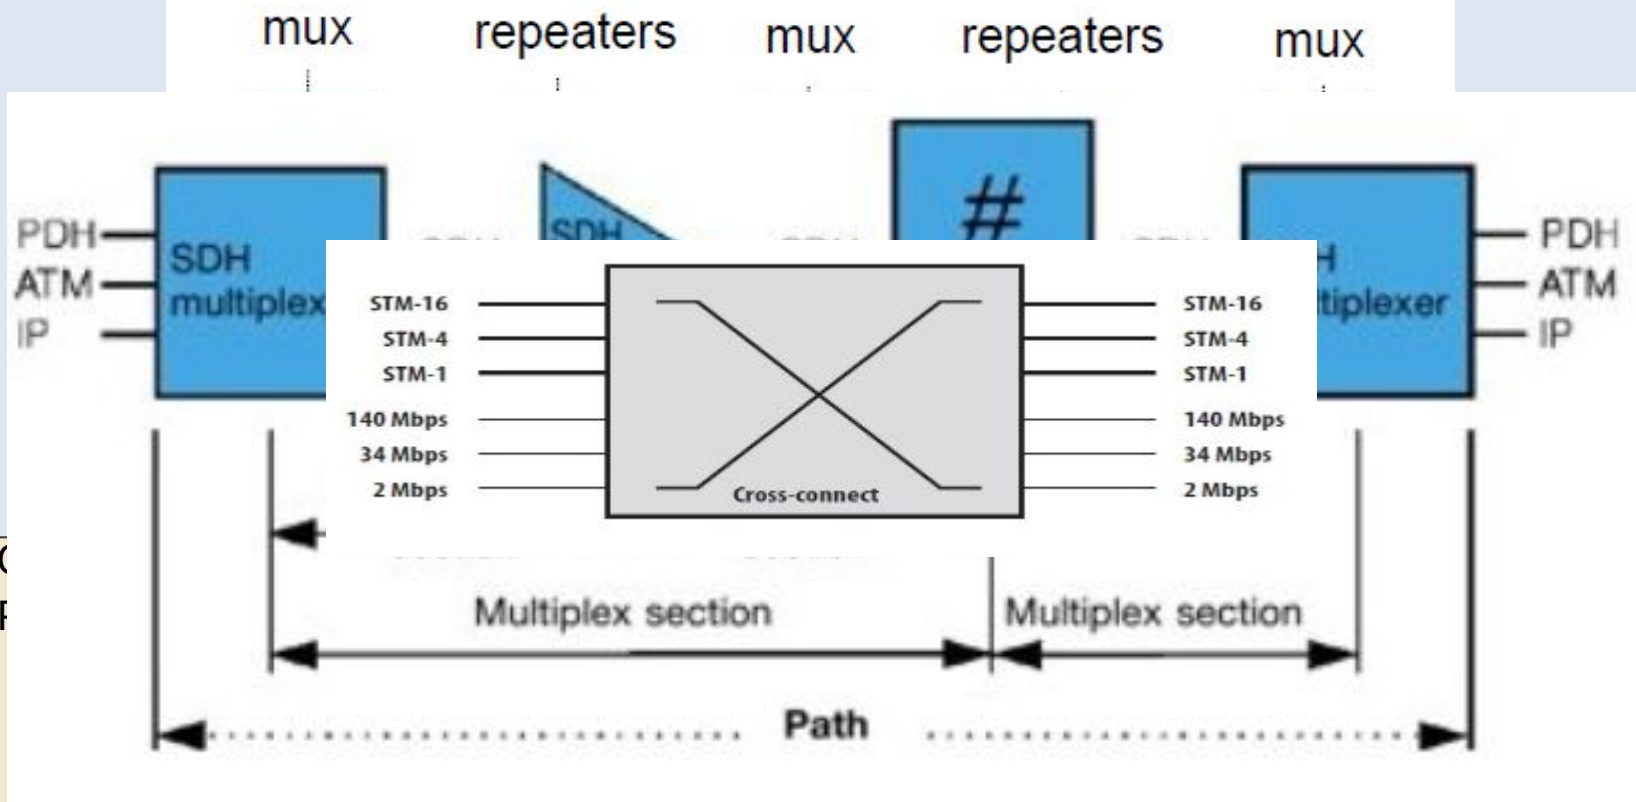 mux repeaters mux repeaters mux
#
PDH
ATM
IP
SDH
multiplex
SDH
H
tiplexer
PDH
ATM
IP
STM-16
STM-4
STM-1
140 Mbps
34 Mbps
2 Mbps
Cross-connect
STM-16
STM-4
STM-1
140 Mbps
34 Mbps
2 Mbps
Multiplex section
Multiplex section
Path